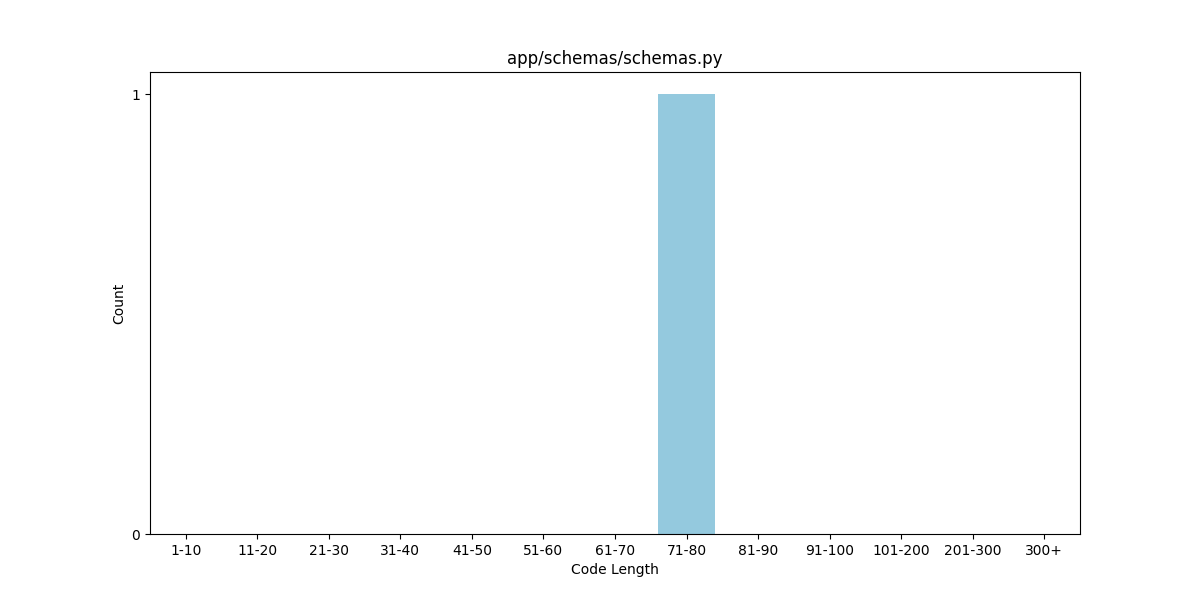 app/schemas/schemas.py
1
0
Count
1-10 11-20 21-30 31-40 41-50 51-60 61-70 71-80 81-90 91-100 101-200 201-300 300+
Code Length